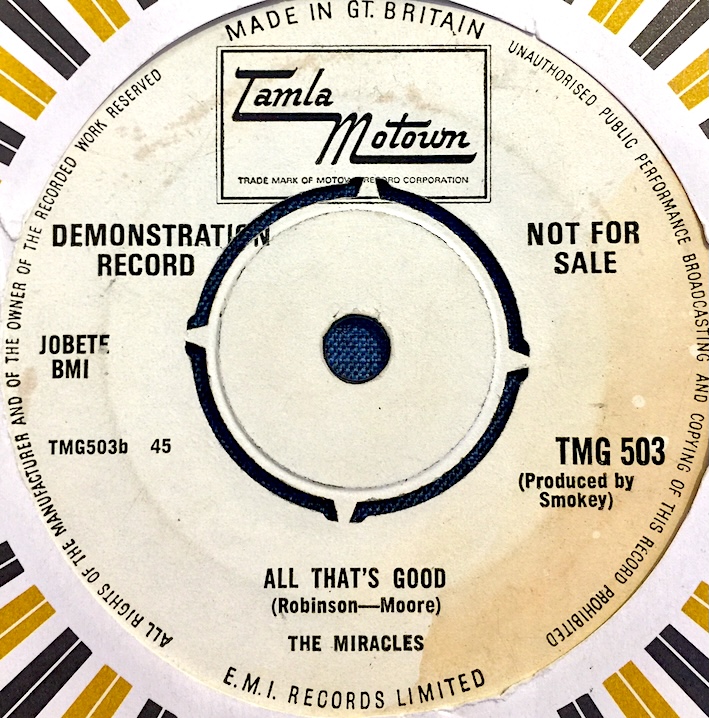 MADE IN GT. BRITAIN
UNAUTHORISED PUBLIC PERFORMANCE BROADCASTING AND COPYING OF THIS RECORD PROHIBITED
ALL RIGHTS OF THE MANUFACTURER AND OF THE OWNER OF THE RECORDED WORK RESERVED
Tamla
Motown
TRADE MARK OF MOTOWN RECORD CORPORATION
DEMONSTRATION
RECORD
NOT FOR
SALE
JOBETE
BMI
TMG503b 45
TMG 503
(Produced by
Smokey)
ALL THAT'S GOOD
(Robinson—Moore)
THE MIRACLES
E.M.I. RECORDS LIMITED